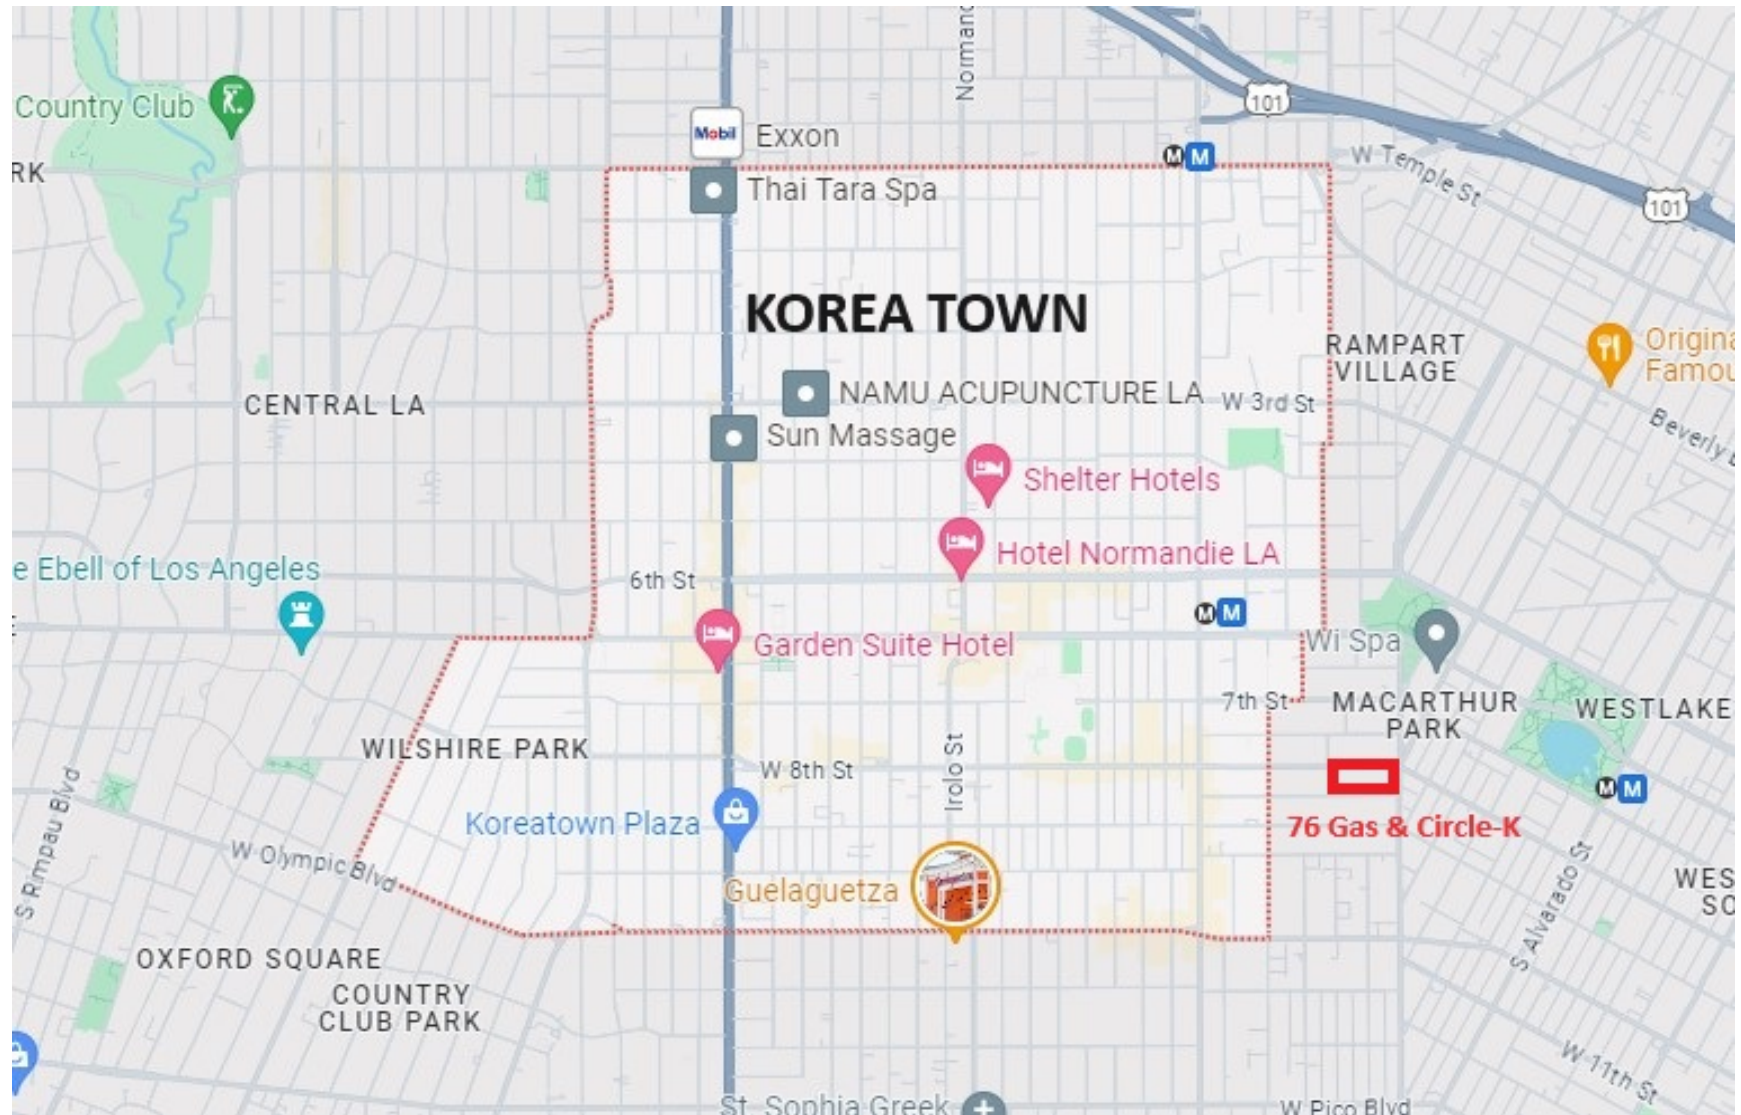 Normand
101
Country Club
Mobil
Exxon
M M
W Temple St
RK
Thai Tara Spa
101
KOREA TOWN
RAMPART
VILLAGE
Origina
Famou
NAMU ACUPUNCTURE LA
W 3rd St
CENTRAL LA
Sun Massage
Beverly B
Shelter Hotels
Hotel Normandie LA
e Ebell of Los Angeles
6th St
M M
Garden Suite Hotel
Wi Spa
7th St
MACARTHUR
PARK
WESTLAKE
WILSHIRE PARK
W 8th St
Irolo St
M M
Koreatown Plaza
76 Gas & Circle-K
S Rimpau Blvd
W Olympic Blvd
Guelaguetza
S Alvarado St
WES
SO
OXFORD SQUARE
COUNTRY
CLUB PARK
W 11th St
St. Sophia Greek
W Pico Blvd